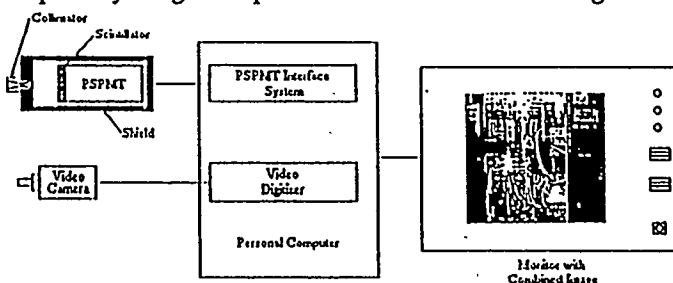 Collimator
Scintillator
PSPMT
Shield
Video
Camera
PSPMT Interface
System
Video
Digitizer
Personal Computer
Monitor with
Combined Image